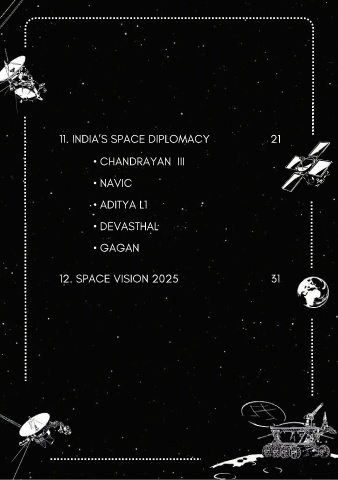 11. INDIA'S SPACE DIPLOMACY 21
• CHANDRAYAN III
• NAVIC
• ADITYA L1
• DEVASTHAL
• GAGAN
12. SPACE VISION 2025 31